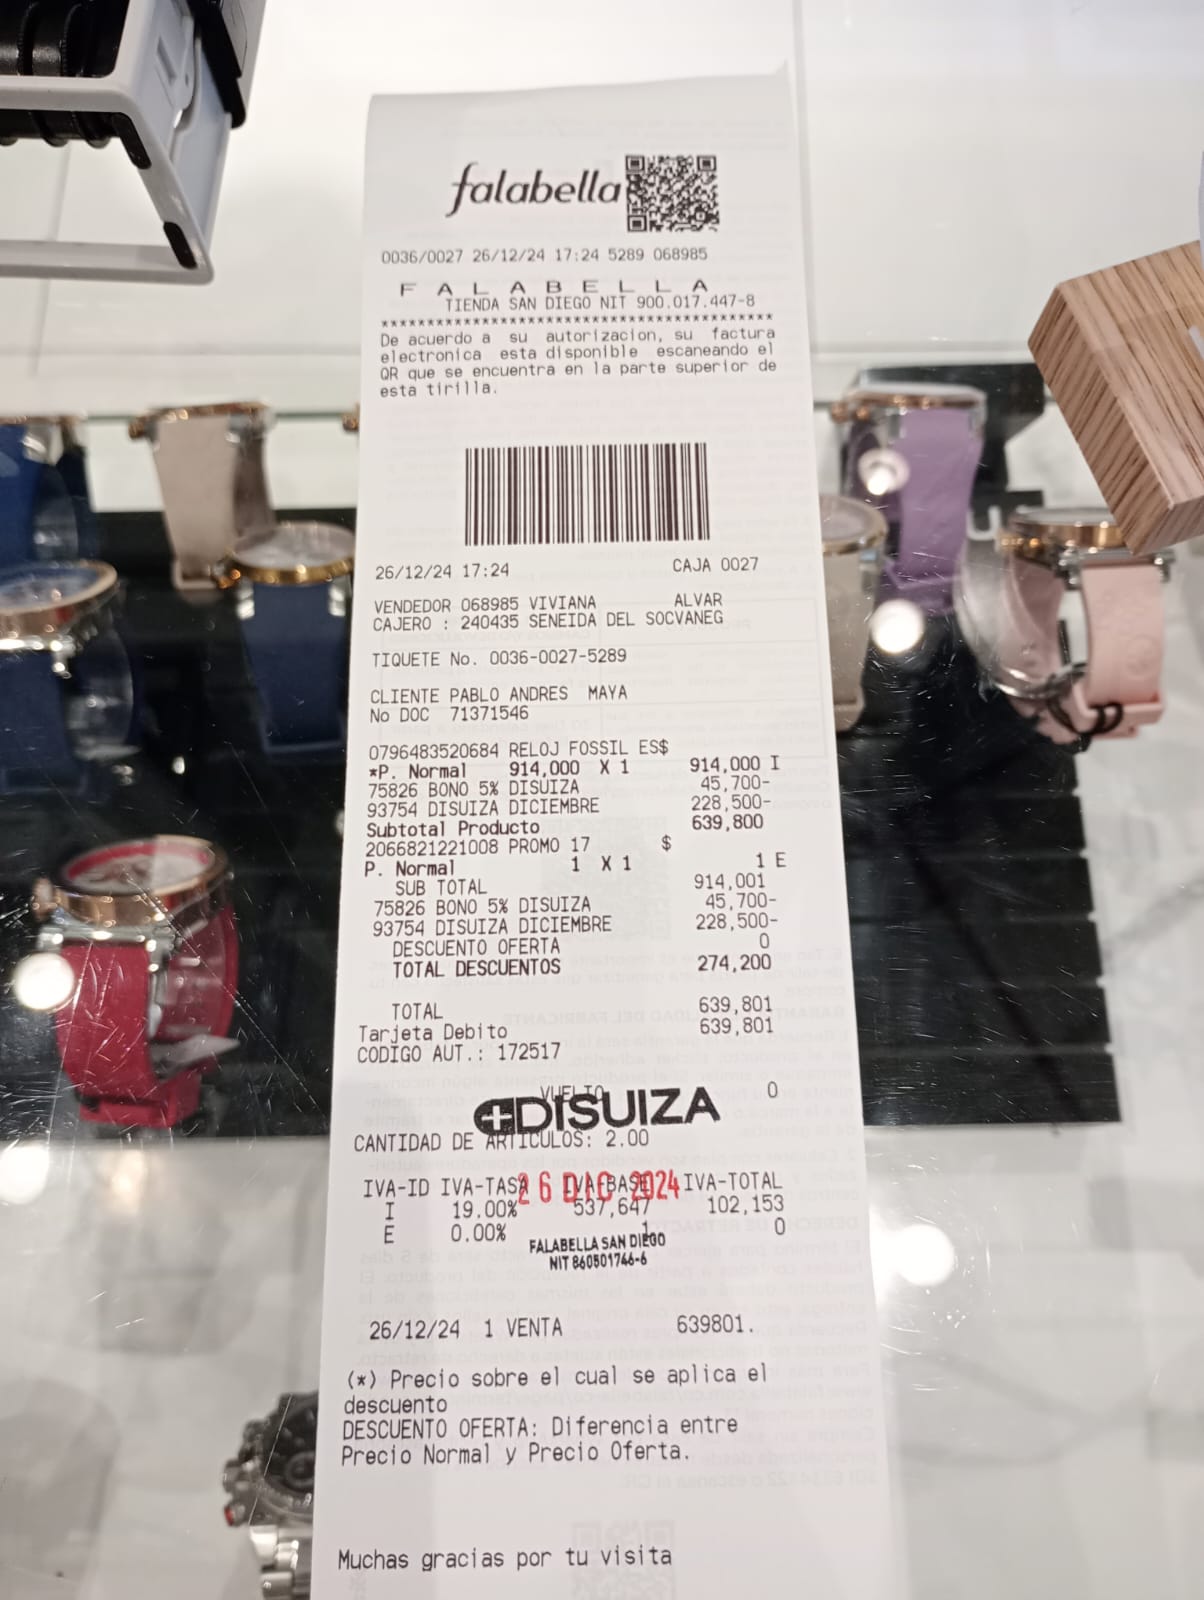 falabella
0036/0027 26/12/24 17:24 5289 068985
F A L A B E L L A
TIENDA SAN DIEGO NIT 900.017.447-8
*******************************************
De acuerdo a su autorizacion, su factura
electronica esta disponible escaneando el
QR que se encuentra en la parte superior de
esta tirilla.
26/12/24 17:24 CAJA 0027
VENDEDOR 068985 VIVIANA ALVAR
CAJERO : 240435 SENEIDA DEL SOCVANEG
TIQUETE No. 0036-0027-5289
CLIENTE PABLO ANDRES MAYA
No DOC 71371546
0796483520684 RELOJ FOSSIL ES$
*P. Normal 914,000 X 1 914,000 I
75826 BONO 5% DISUIZA 45,700-
93754 DISUIZA DICIEMBRE 228,500-
Subtotal Producto 639,800
2066821221008 PROMO 17 $
P. Normal 1 X 1 1 E
SUB TOTAL 914,001
75826 BONO 5% DISUIZA 45,700-
93754 DISUIZA DICIEMBRE 228,500-
DESCUENTO OFERTA 0
TOTAL DESCUENTOS 274,200
TOTAL 639,801
Tarjeta Debito 639,801
CODIGO AUT.: 172517
VUELTO 0
DISUIZA
CANTIDAD DE ARTICULOS: 2.00
26 DIC 2024
IVA-ID IVA-TASA IVA-BASE IVA-TOTAL
I 19.00% 537,647 102,153
E 0.00% 1 0
FALABELLA SAN DIEGO
NIT 860501746-6
26/12/24 1 VENTA 639801.
(*) Precio sobre el cual se aplica el
descuento
DESCUENTO OFERTA: Diferencia entre
Precio Normal y Precio Oferta.
Muchas gracias por tu visita